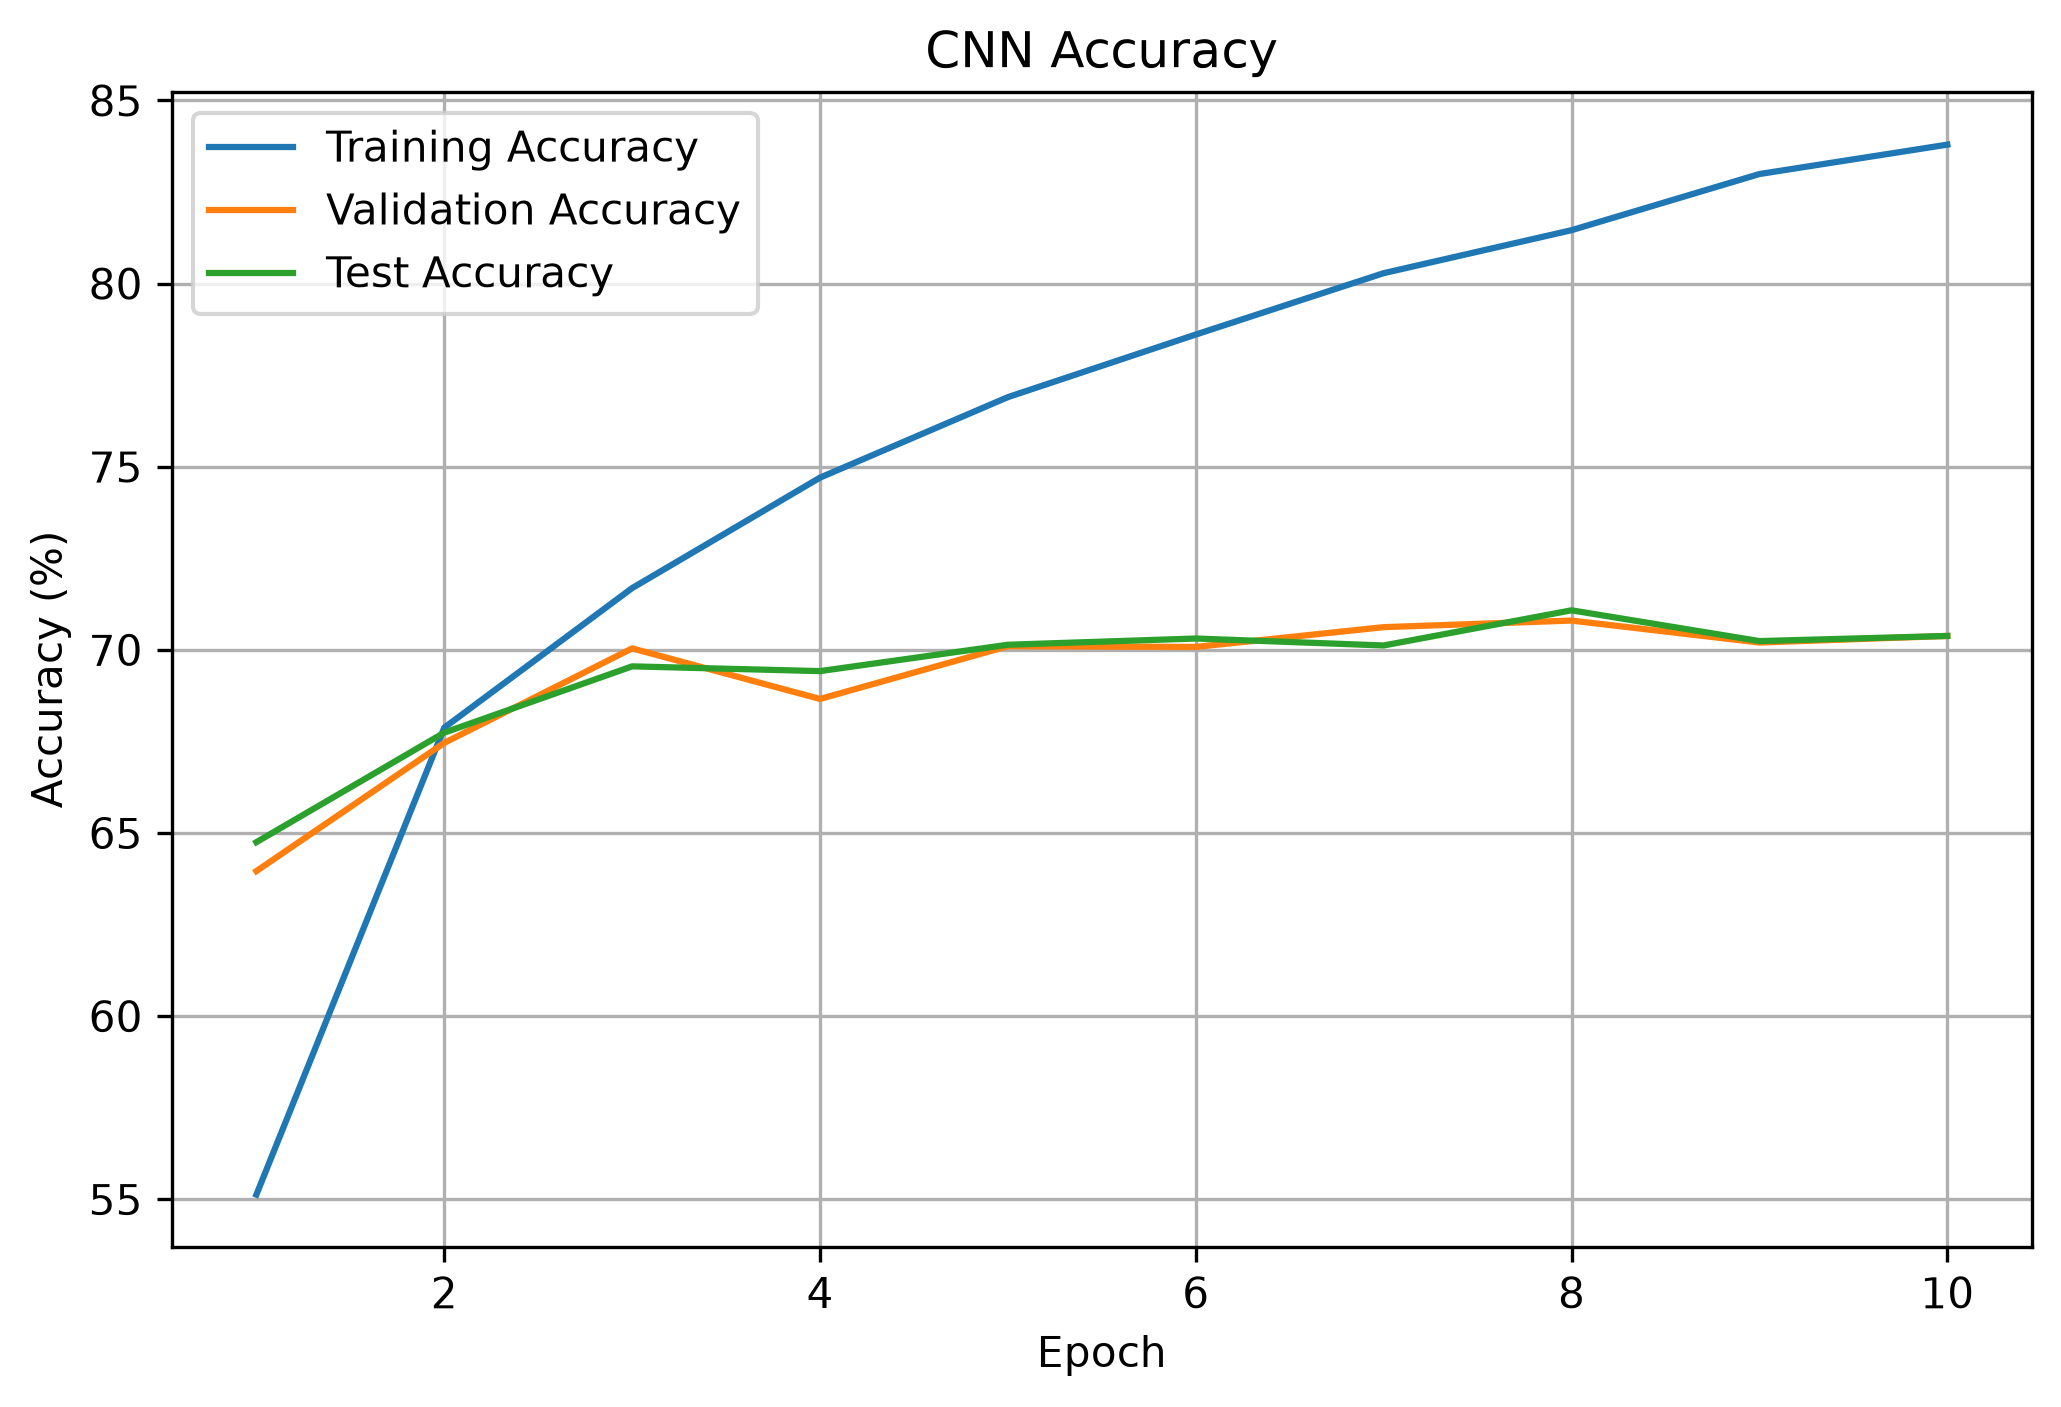 CNN Accuracy
Training Accuracy
Validation Accuracy
Test Accuracy
85
80
75
70
65
60
55
Accuracy (%)
2 4 6 8 10
Epoch